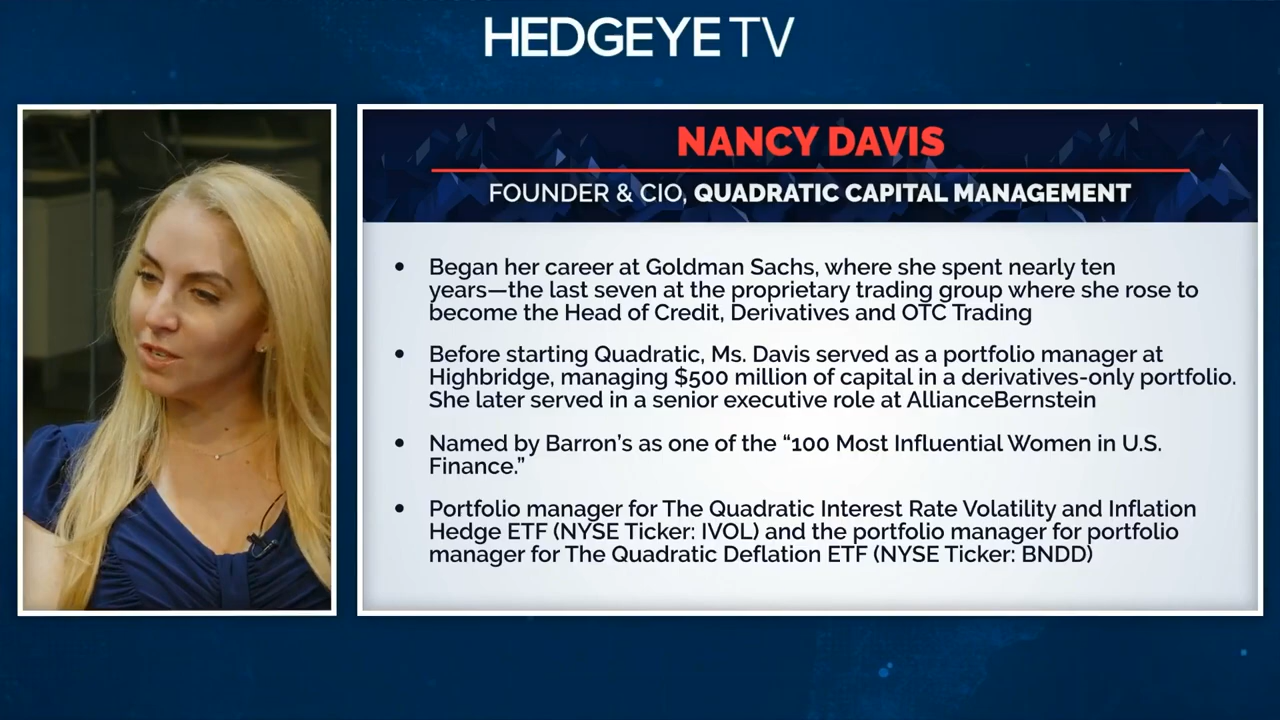 HEDGEYE TV
NANCY DAVIS
FOUNDER & CIO, QUADRATIC CAPITAL MANAGEMENT
• Began her career at Goldman Sachs, where she spent nearly ten
years—the last seven at the proprietary trading group where she rose to
become the Head of Credit, Derivatives and OTC Trading
• Before starting Quadratic, Ms. Davis served as a portfolio manager at
Highbridge, managing $500 million of capital in a derivatives-only portfolio.
She later served in a senior executive role at AllianceBernstein
• Named by Barron’s as one of the “100 Most Influential Women in U.S.
Finance.”
• Portfolio manager for The Quadratic Interest Rate Volatility and Inflation
Hedge ETF (NYSE Ticker: IVOL) and the portfolio manager for portfolio
manager for The Quadratic Deflation ETF (NYSE Ticker: BNDD)